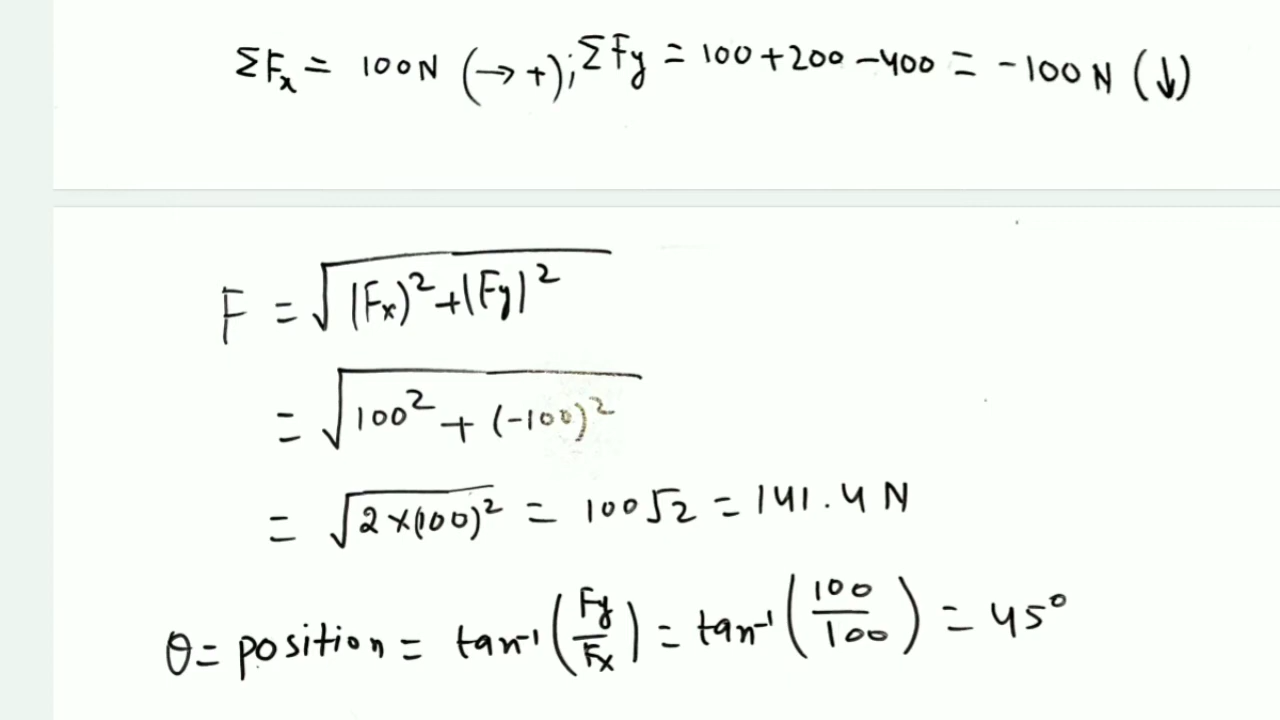 ΣFx = 100N (→ +); ΣFy = 100+200-400 = -100 N (↓)
F = √(Fx)²+(Fy)²
= √100² + (-100)²
= √2×(100)² = 100√2 = 141.4 N
θ = position = tan⁻¹(Fy/Fx) = tan⁻¹(100/100) = 45°